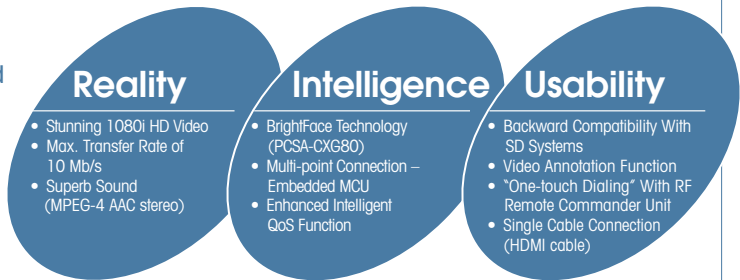 Reality
• Stunning 1080i HD Video
• Max. Transfer Rate of
10 Mb/s
• Superb Sound
(MPEG-4 AAC stereo)
Intelligence
• BrightFace Technology
(PCSA-CXG80)
• Multi-point Connection –
Embedded MCU
• Enhanced Intelligent
QoS Function
Usability
• Backward Compatibility With
SD Systems
• Video Annotation Function
• "One-touch Dialing" With RF
Remote Commander Unit
• Single Cable Connection
(HDMI cable)